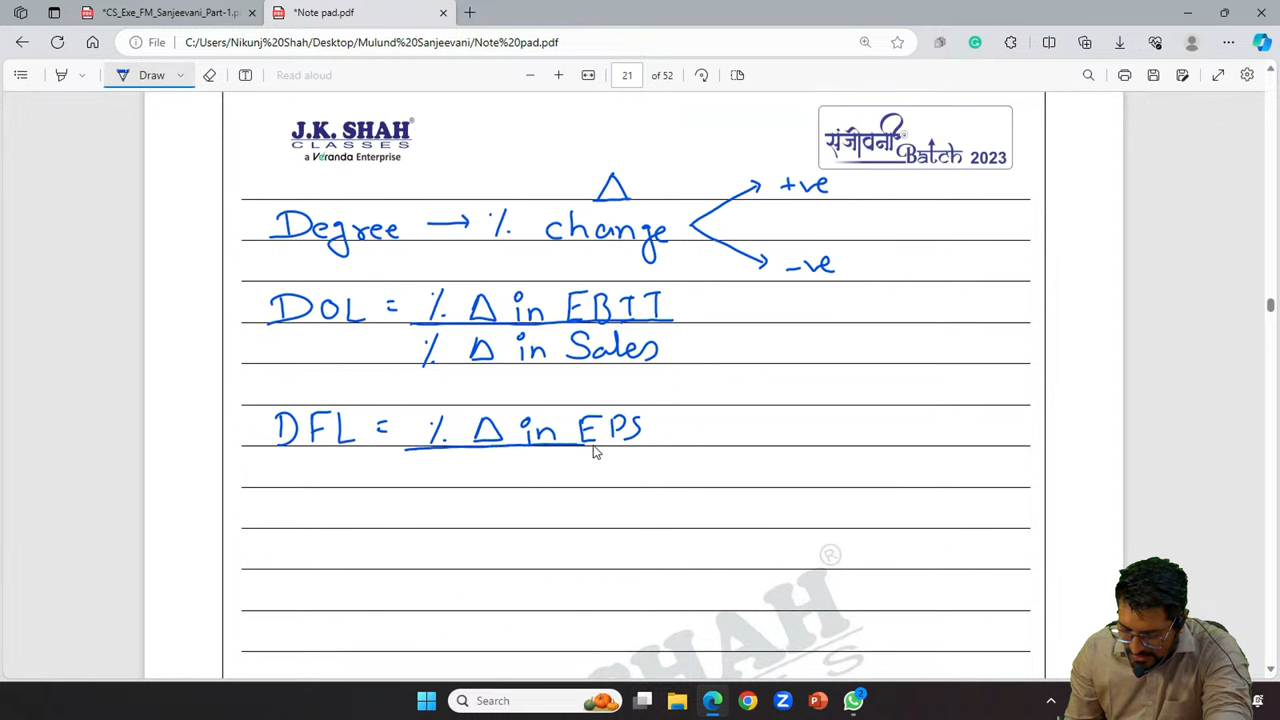 *CS_Exe_FM_Sanjeevani_Part-1.p
*Note pad.pdf
File
C:/Users/Nikunj%20Shah/Desktop/Mulund%20Sanjeevani/Note%20pad.pdf
Draw
Read aloud
21
of 52
J.K. SHAH®
CLASSES
a Veranda Enterprise
संजीवनी
Batch 2023
Δ
+ve
Degree → % change
-ve
DOL = % Δ in EBIT
% Δ in Sales
DFL = % Δ in EPS
SHAH®
S
Search
2